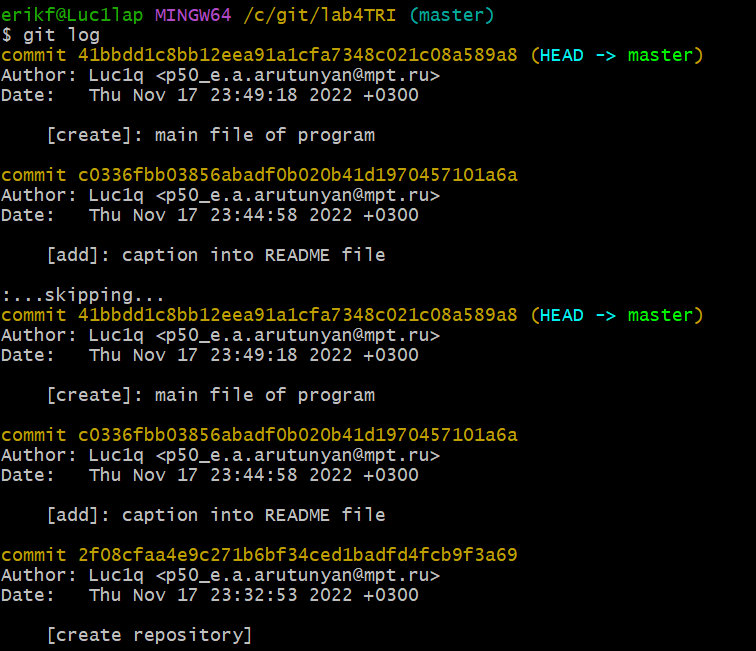 erikf@Luc1lap MINGW64 /c/git/lab4TRI (master)
$ git log
commit 41bbdd1c8bb12eea91a1cfa7348c021c08a589a8 (HEAD -> master)
Author: Luc1q <p50_e.a.arutunyan@mpt.ru>
Date:   Thu Nov 17 23:49:18 2022 +0300
    [create]: main file of program
commit c0336fbb03856abadf0b020b41d1970457101a6a
Author: Luc1q <p50_e.a.arutunyan@mpt.ru>
Date:   Thu Nov 17 23:44:58 2022 +0300
    [add]: caption into README file
:...skipping...
commit 41bbdd1c8bb12eea91a1cfa7348c021c08a589a8 (HEAD -> master)
Author: Luc1q <p50_e.a.arutunyan@mpt.ru>
Date:   Thu Nov 17 23:49:18 2022 +0300
    [create]: main file of program
commit c0336fbb03856abadf0b020b41d1970457101a6a
Author: Luc1q <p50_e.a.arutunyan@mpt.ru>
Date:   Thu Nov 17 23:44:58 2022 +0300
    [add]: caption into README file
commit 2f08cfaa4e9c271b6bf34ced1badfd4fcb9f3a69
Author: Luc1q <p50_e.a.arutunyan@mpt.ru>
Date:   Thu Nov 17 23:32:53 2022 +0300
    [create repository]